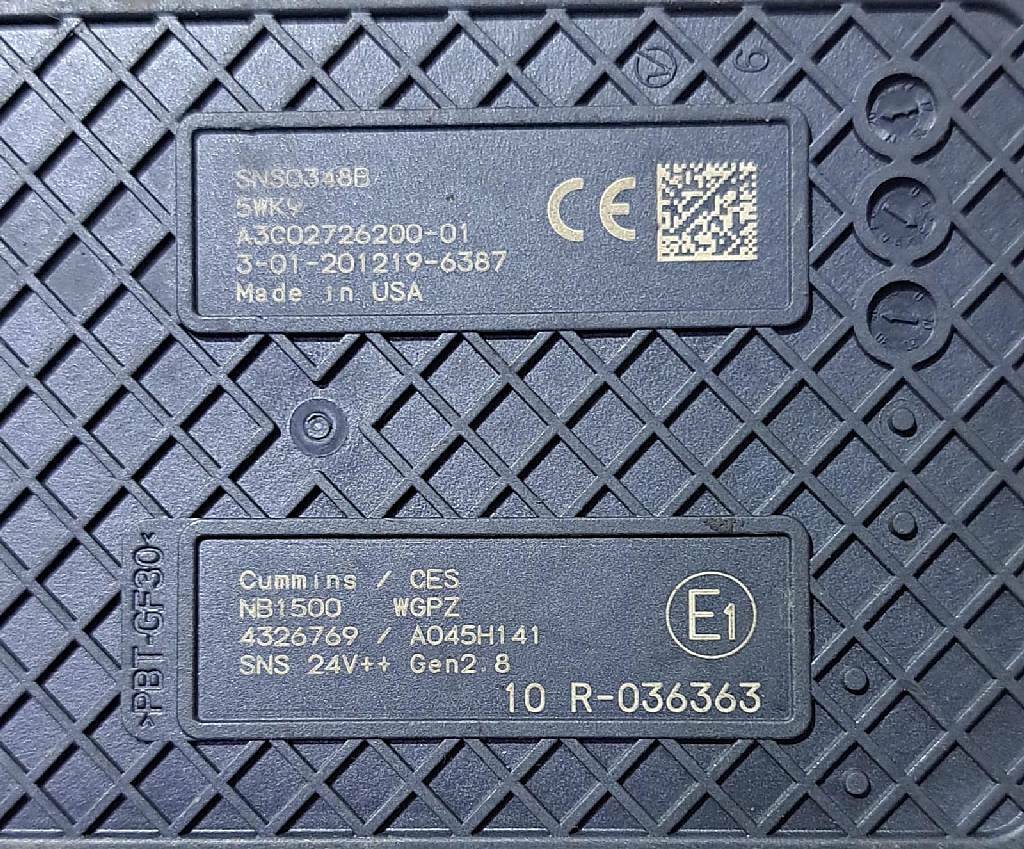 6
SNS0348B
5WK9
A3C02726200-01
3-01-201219-6387
Made in USA
CE
>PBT-GF30<
Cummins / CES
NB1500 WGPZ
4326769 / A045H141
SNS 24V++ Gen2.8
E1
10 R-036363